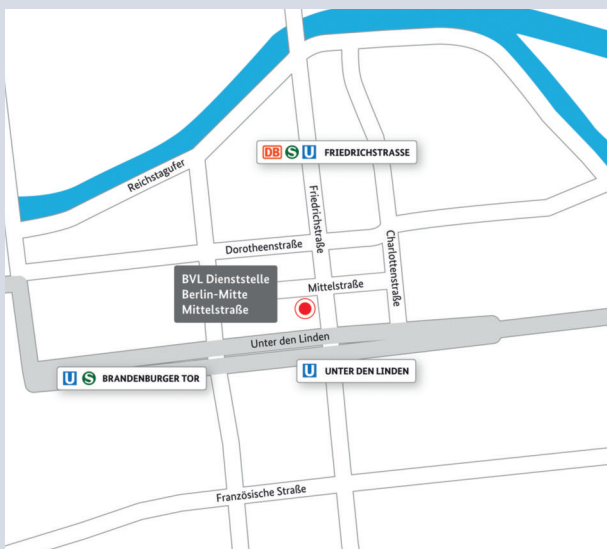 DB S U FRIEDRICHSTRASSE
Reichstagufer
Friedrichstraße
Dorotheenstraße
Charlottenstraße
BVL Dienststelle
Berlin-Mitte
Mittelstraße
Mittelstraße
Unter den Linden
U S BRANDENBURGER TOR
U UNTER DEN LINDEN
Französische Straße